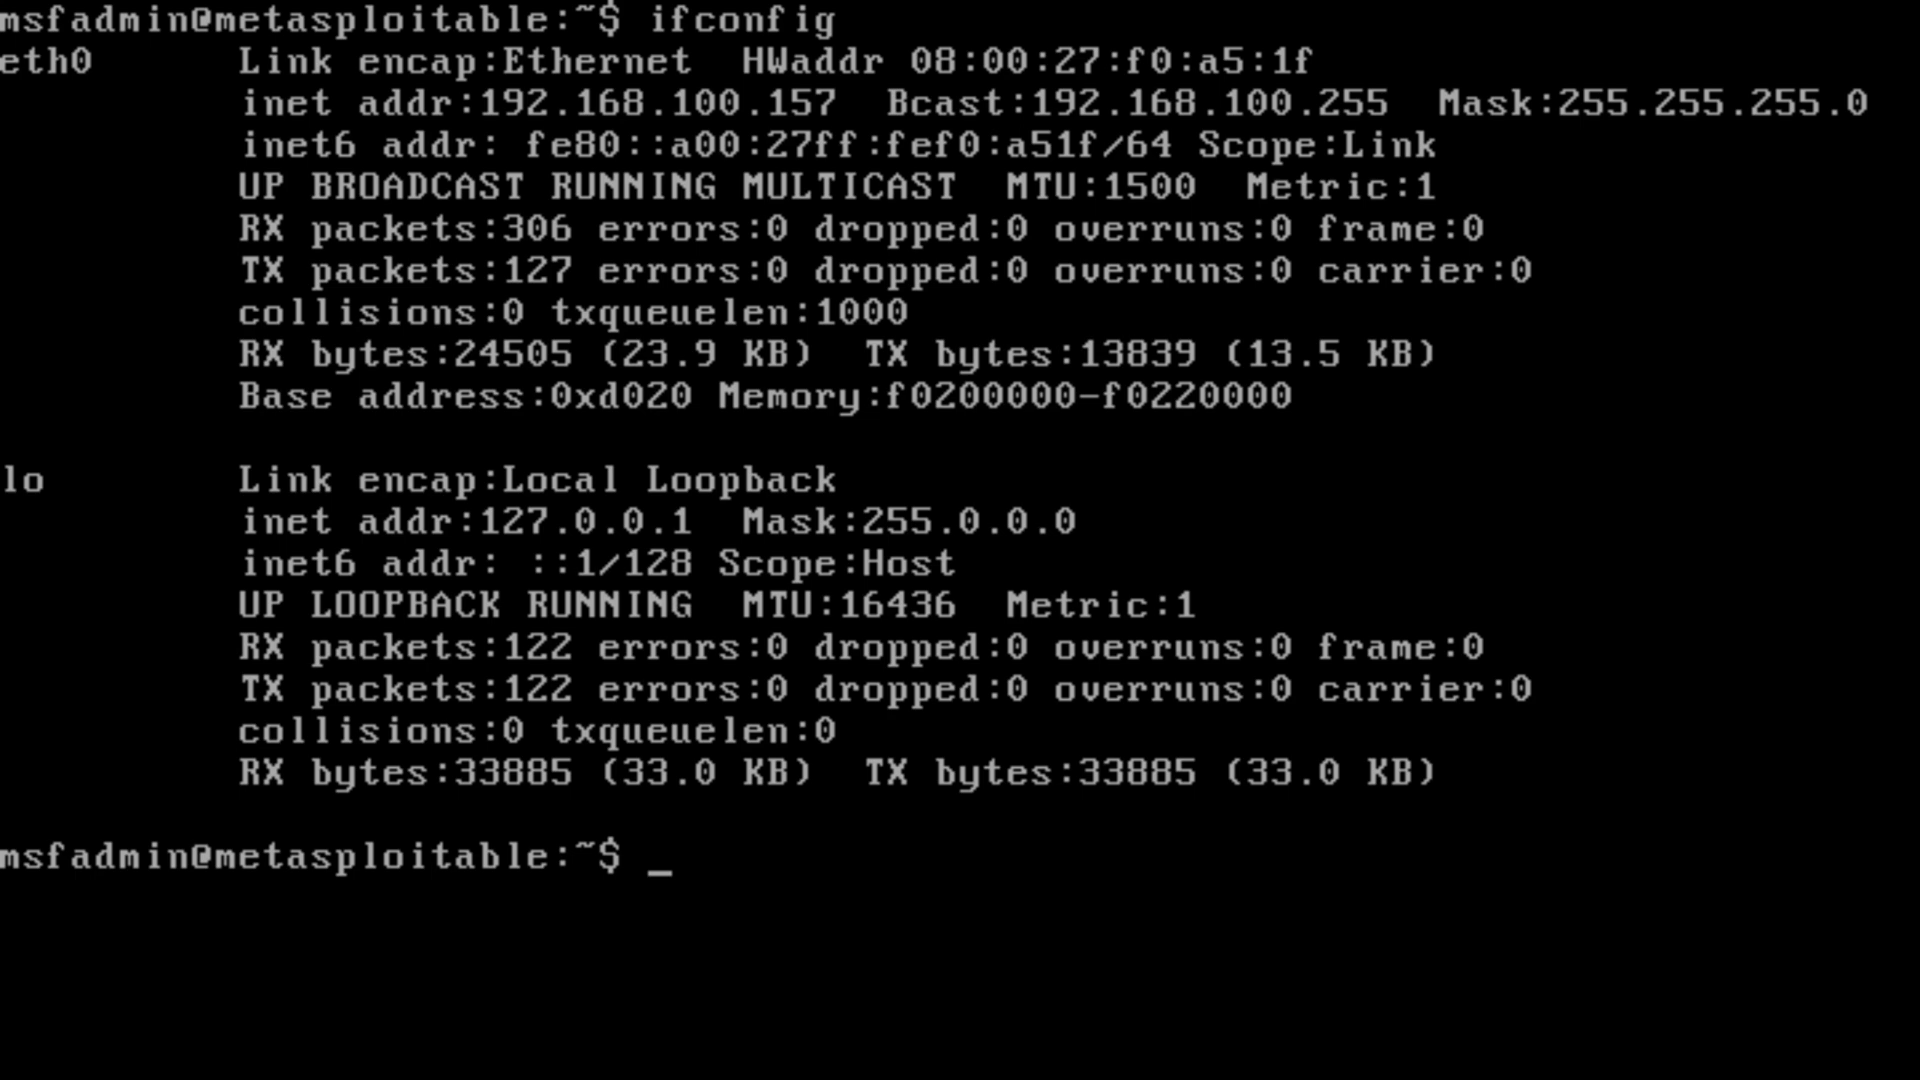 msfadmin@metasploitable:~$ ifconfig
eth0      Link encap:Ethernet  HWaddr 08:00:27:f0:a5:1f
          inet addr:192.168.100.157  Bcast:192.168.100.255  Mask:255.255.255.0
          inet6 addr: fe80::a00:27ff:fef0:a51f/64 Scope:Link
          UP BROADCAST RUNNING MULTICAST  MTU:1500  Metric:1
          RX packets:306 errors:0 dropped:0 overruns:0 frame:0
          TX packets:127 errors:0 dropped:0 overruns:0 carrier:0
          collisions:0 txqueuelen:1000
          RX bytes:24505 (23.9 KB)  TX bytes:13839 (13.5 KB)
          Base address:0xd020 Memory:f0200000-f0220000

lo        Link encap:Local Loopback
          inet addr:127.0.0.1  Mask:255.0.0.0
          inet6 addr: ::1/128 Scope:Host
          UP LOOPBACK RUNNING  MTU:16436  Metric:1
          RX packets:122 errors:0 dropped:0 overruns:0 frame:0
          TX packets:122 errors:0 dropped:0 overruns:0 carrier:0
          collisions:0 txqueuelen:0
          RX bytes:33885 (33.0 KB)  TX bytes:33885 (33.0 KB)

msfadmin@metasploitable:~$ _